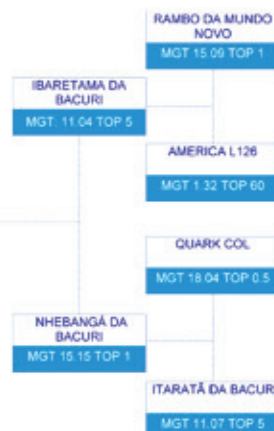 RAMBO DA MUNDO
NOVO
MGT 15.09 TOP 1
IBARETAMA DA
BACURI
MGT: 11.04 TOP 5
AMERICA L126
MGT 1.32 TOP 60
QUARK COL
MGT 18.04 TOP 0.5
NHEBANGÁ DA
BACURI
MGT 15.15 TOP 1
ITARATÃ DA BACUR
MGT 11.07 TOP 5